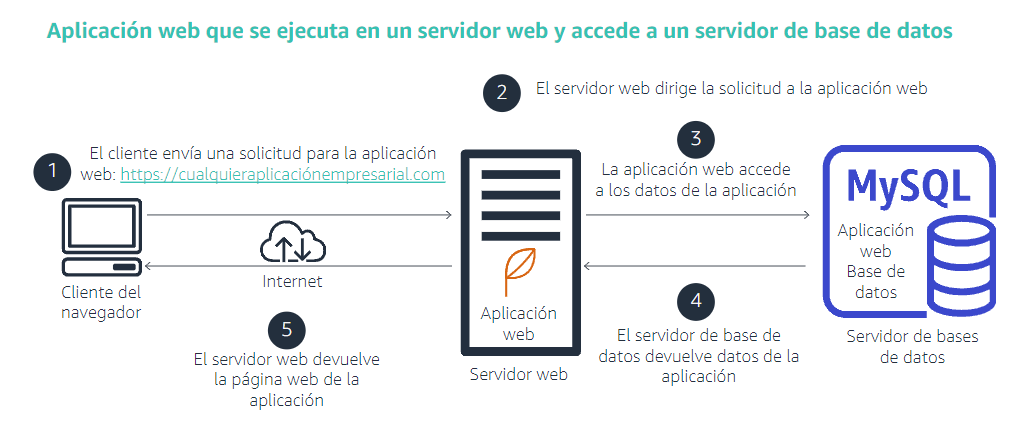 Aplicación web que se ejecuta en un servidor web y accede a un servidor de base de datos
1
El cliente envía una solicitud para la aplicación
web: https://cualquieraplicaciónempresarial.com
Cliente del
navegador
Internet
2
El servidor web dirige la solicitud a la aplicación web
Aplicación
web
Servidor web
3
La aplicación web accede
a los datos de la aplicación
MySQL
Aplicación
web
Base de
datos
Servidor de bases
de datos
4
El servidor de base de
datos devuelve datos de la
aplicación
5
El servidor web devuelve
la página web de la
aplicación